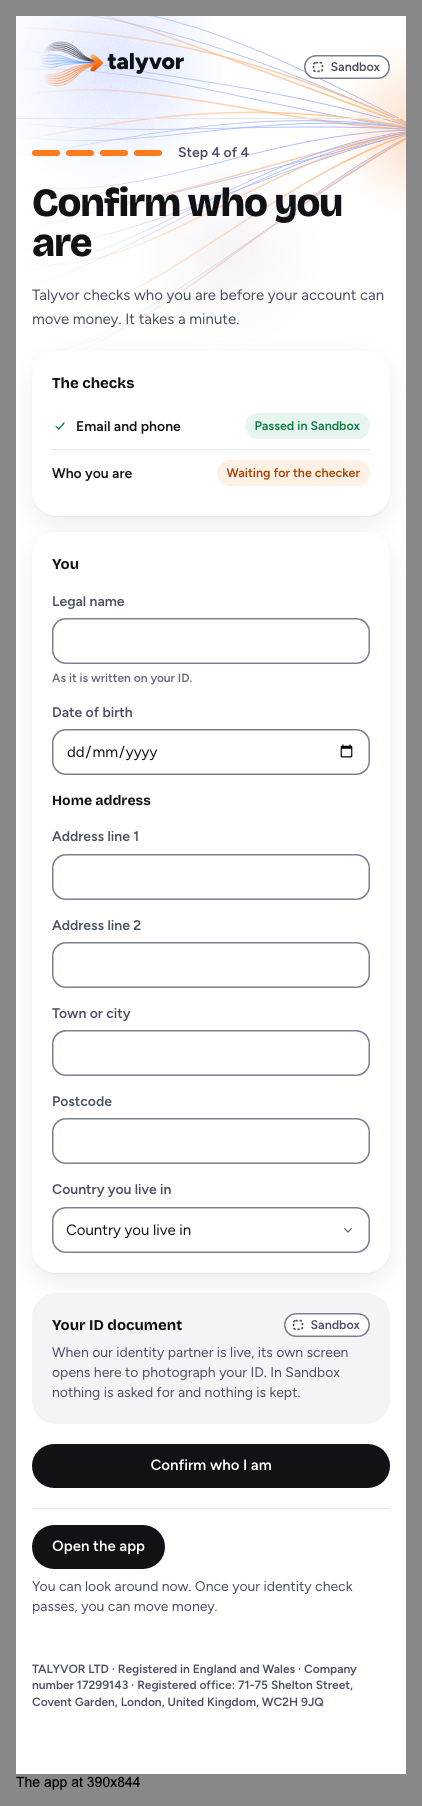 talyvor
Sandbox
Step 4 of 4
Confirm who you
are
Talyvor checks who you are before your account can
move money. It takes a minute.
The checks
Email and phone
Passed in Sandbox
Who you are
Waiting for the checker
You
Legal name
As it is written on your ID.
Date of birth
dd/mm/yyyy
Home address
Address line 1
Address line 2
Town or city
Postcode
Country you live in
Country you live in
Your ID document
Sandbox
When our identity partner is live, its own screen
opens here to photograph your ID. In Sandbox
nothing is asked for and nothing is kept.
Confirm who I am
Open the app
You can look around now. Once your identity check
passes, you can move money.
TALYVOR LTD · Registered in England and Wales · Company
number 17299143 · Registered office: 71-75 Shelton Street,
Covent Garden, London, United Kingdom, WC2H 9JQ
The app at 390x844